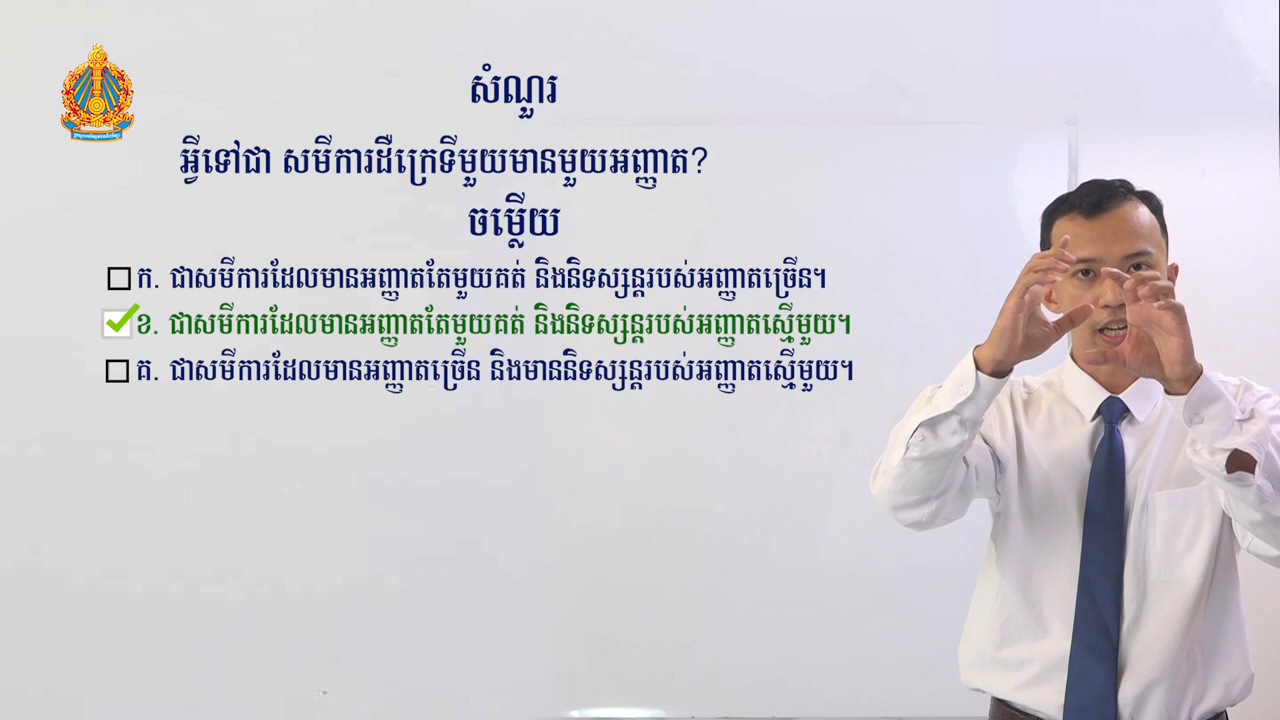 សំណួរ
អ្វីទៅជា សមីការដឺក្រេទីមួយមានមួយអញ្ញាត?
ចម្លើយ
ក. ជាសមីការដែលមានអញ្ញាតតែមួយគត់ និងនិទស្សន្តរបស់អញ្ញាតច្រើន។
ខ. ជាសមីការដែលមានអញ្ញាតតែមួយគត់ និងនិទស្សន្តរបស់អញ្ញាតស្មើមួយ។
គ. ជាសមីការដែលមានអញ្ញាតច្រើន និងមាននិទស្សន្តរបស់អញ្ញាតស្មើមួយ។